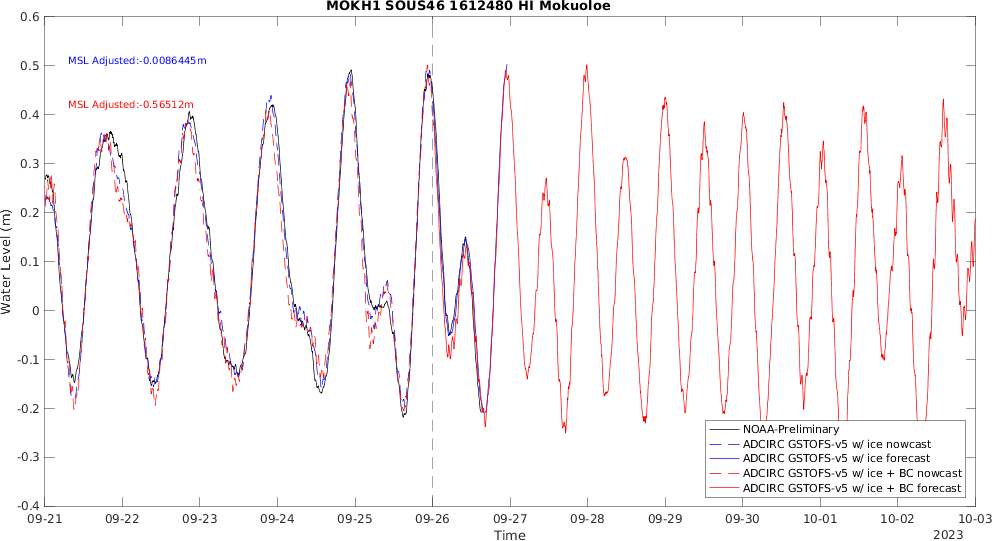 MOKH1 SOUS46 1612480 HI Mokuoloe
0.6
0.5
0.4
0.3
0.2
0.1
0
-0.1
-0.2
-0.3
-0.4
Water Level (m)
MSL Adjusted:-0.0086445m
MSL Adjusted:-0.56512m
NOAA-Preliminary
ADCIRC GSTOFS-v5 w/ ice nowcast
ADCIRC GSTOFS-v5 w/ ice forecast
ADCIRC GSTOFS-v5 w/ ice + BC nowcast
ADCIRC GSTOFS-v5 w/ ice + BC forecast
09-21 09-22 09-23 09-24 09-25 09-26 09-27 09-28 09-29 09-30 10-01 10-02 10-03
Time
2023